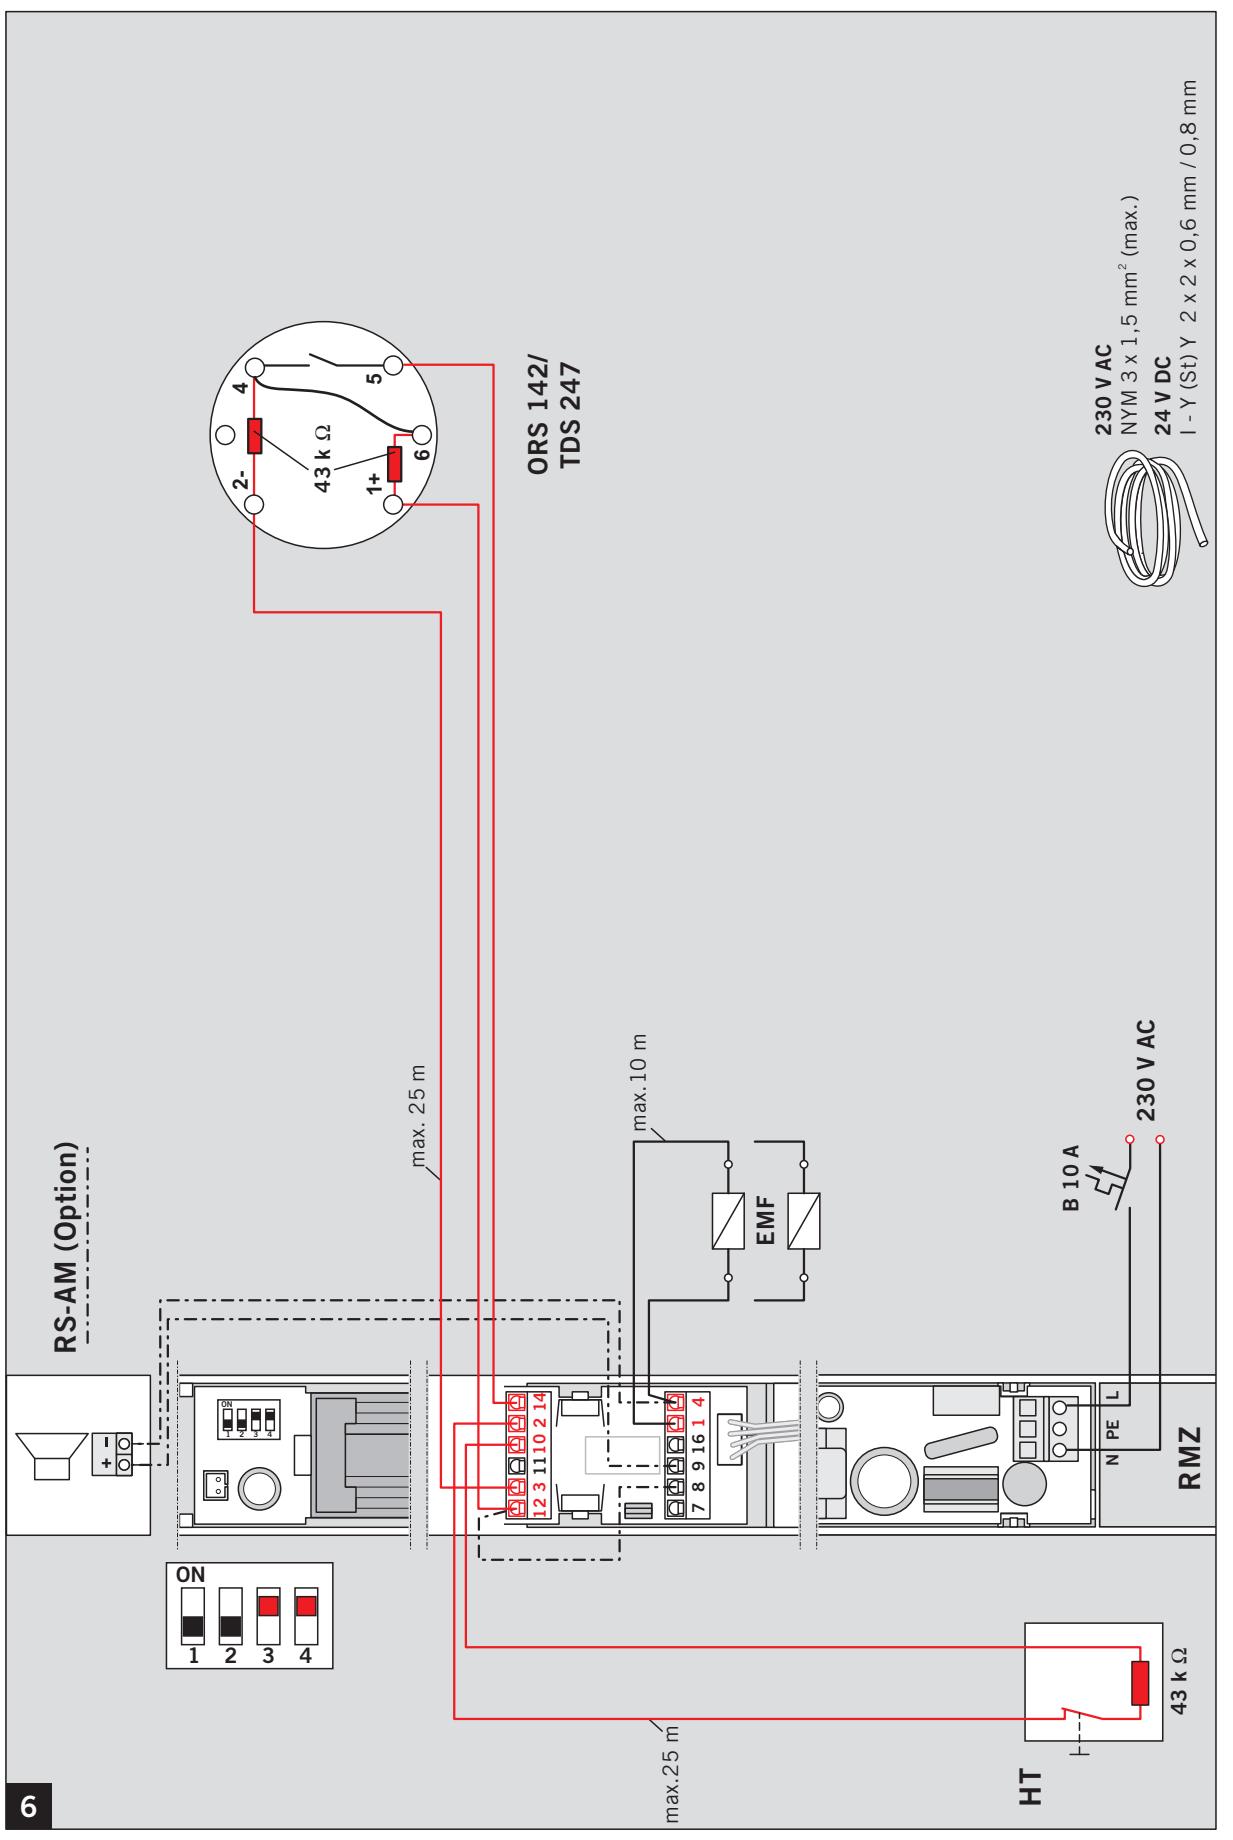 RS-AM (Option)
- +
ON
1 2 3 4
ON
1 2 3 4
4
5
2-
1+
6
43 k Ω
ORS 142/
TDS 247
max. 25 m
12 3 11 10 2 14
7 8 9 16 1 4
max. 10 m
EMF
B 10 A
230 V AC
N PE L
RMZ
max.25 m
HT
43 k Ω
230 V AC
NYM 3 x 1,5 mm² (max.)
24 V DC
I - Y (St) Y 2 x 2 x 0,6 mm / 0,8 mm
6